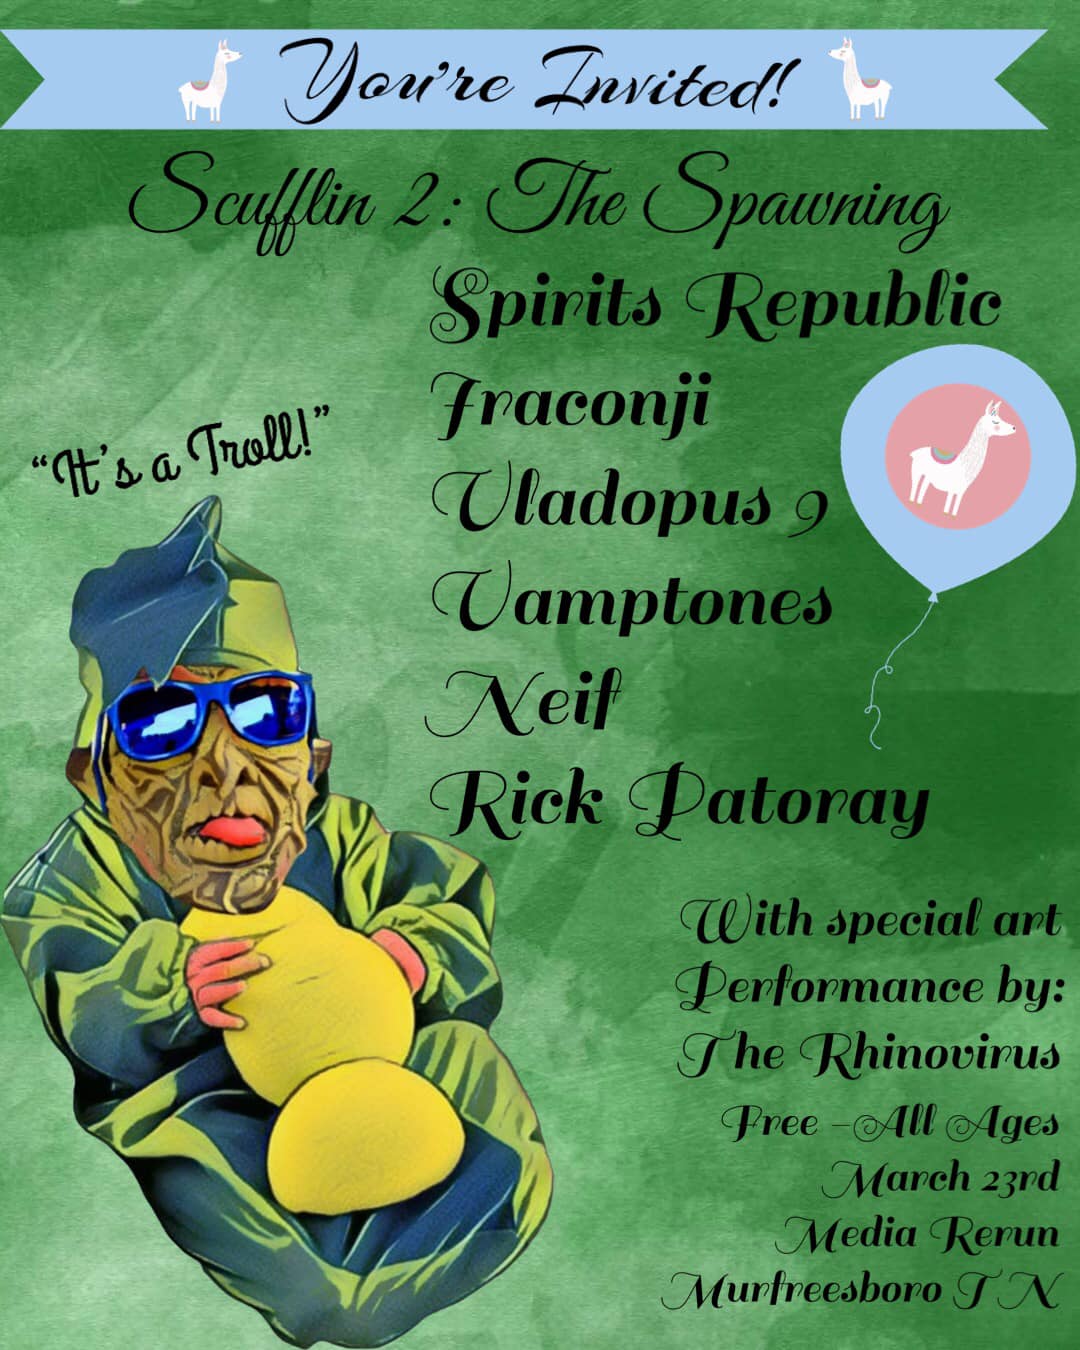 You're Invited!
Scufflin 2: The Spawning
Spirits Republic
Fraconji
"It's a Troll!"
Vladopus 9
Vamptones
Neif
Rick Patoray
With special art
Performance by:
The Rhinovirus
Free -All Ages
March 23rd
Media Rerun
Murfreesboro TN